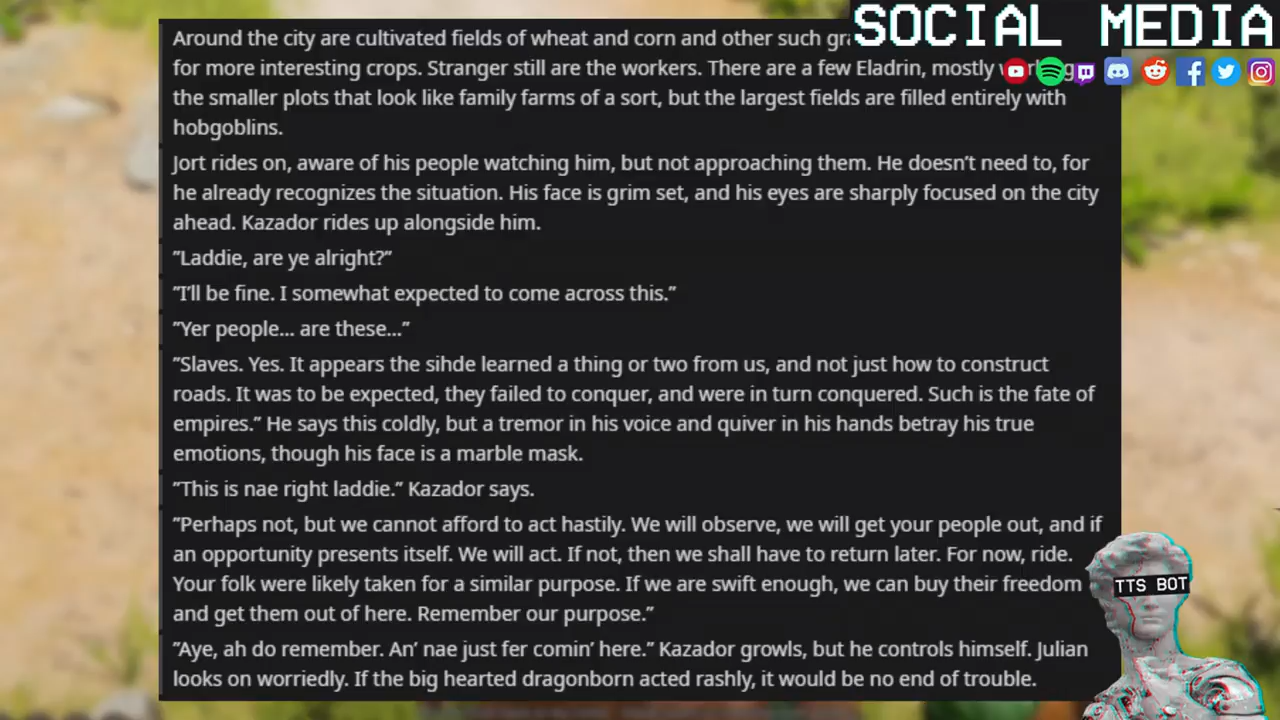 SOCIAL MEDIA
Around the city are cultivated fields of wheat and corn and other such
for more interesting crops. Stranger still are the workers. There are a few Eladrin, mostly
the smaller plots that look like family farms of a sort, but the largest fields are filled entirely with
hobgoblins.
Jort rides on, aware of his people watching him, but not approaching them. He doesn’t need to, for
he already recognizes the situation. His face is grim set, and his eyes are sharply focused on the city
ahead. Kazador rides up alongside him.
”Laddie, are ye alright?”
”I’ll be fine. I somewhat expected to come across this.”
”Yer people... are these...”
”Slaves. Yes. It appears the sihde learned a thing or two from us, and not just how to construct
roads. It was to be expected, they failed to conquer, and were in turn conquered. Such is the fate of
empires.” He says this coldly, but a tremor in his voice and quiver in his hands betray his true
emotions, though his face is a marble mask.
”This is nae right laddie.” Kazador says.
”Perhaps not, but we cannot afford to act hastily. We will observe, we will get your people out, and if
an opportunity presents itself. We will act. If not, then we shall have to return later. For now, ride.
Your folk were likely taken for a similar purpose. If we are swift enough, we can buy their freedom
and get them out of here. Remember our purpose.”
”Aye, ah do remember. An’ nae just fer comin’ here.” Kazador growls, but he controls himself. Julian
looks on worriedly. If the big hearted dragonborn acted rashly, it would be no end of trouble.
TTS BOT